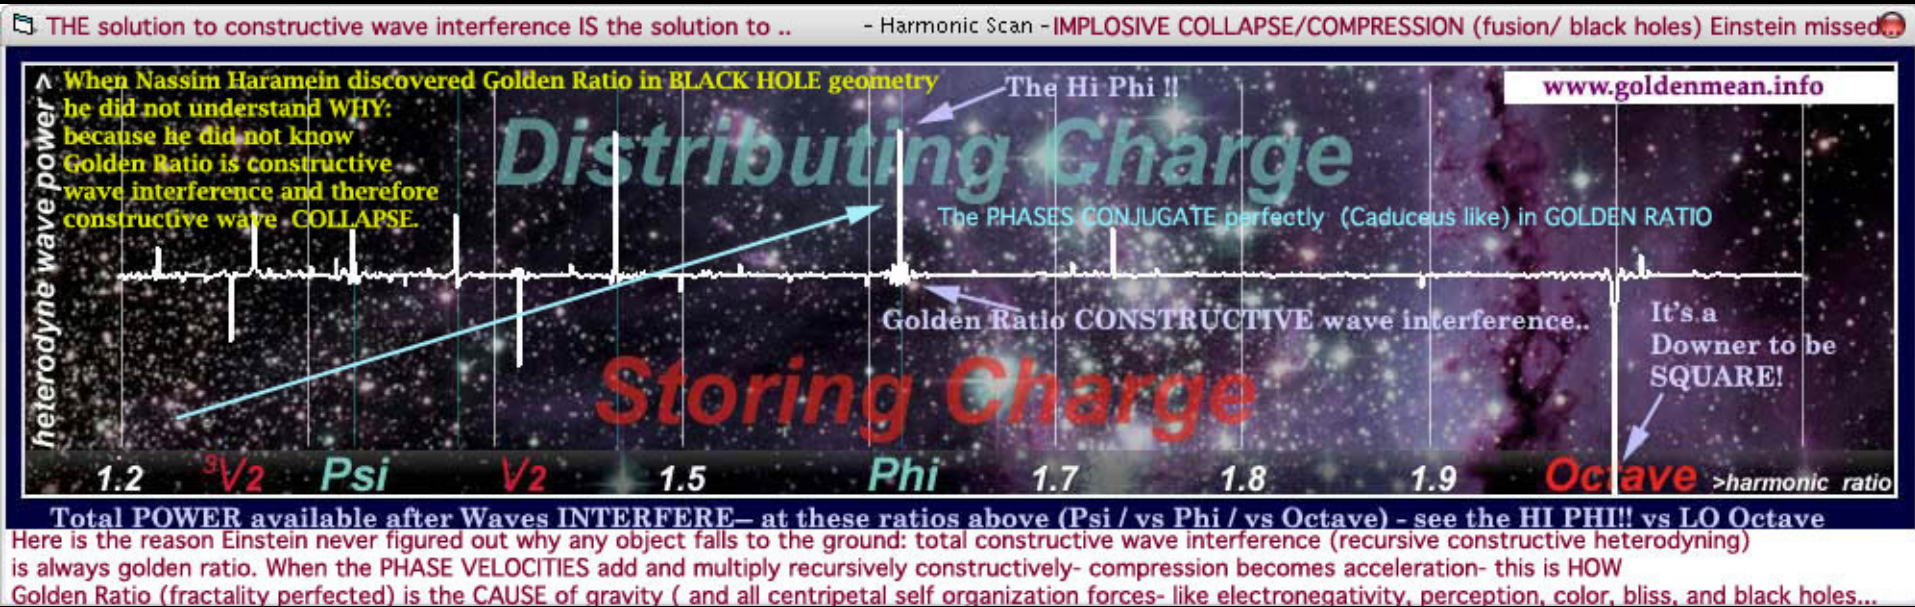 THE solution to constructive wave interference IS the solution to .. - Harmonic Scan -IMPLOSIVE COLLAPSE/COMPRESSION (fusion/ black holes) Einstein missed..
When Nassim Haramein discovered Golden Ratio in BLACK HOLE geometry
he did not understand WHY:
because he did not know
Golden Ratio is constructive
wave interference and therefore
constructive wave COLLAPSE.
heterodyne wave power >
The Hi Phi !!
www.goldenmean.info
Distributing Charge
The PHASES CONJUGATE perfectly (Caduceus like) in GOLDEN RATIO
Golden Ratio CONSTRUCTIVE wave interference..
It's a
Downer to be
SQUARE!
Storing Charge
1.2 ³√2 Psi √2 1.5 Phi 1.7 1.8 1.9 Octave >harmonic ratio
Total POWER available after Waves INTERFERE– at these ratios above (Psi / vs Phi / vs Octave) - see the HI PHI!! vs LO Octave
Here is the reason Einstein never figured out why any object falls to the ground: total constructive wave interference (recursive constructive heterodyning)
is always golden ratio. When the PHASE VELOCITIES add and multiply recursively constructively- compression becomes acceleration- this is HOW
Golden Ratio (fractality perfected) is the CAUSE of gravity ( and all centripetal self organization forces- like electronegativity, perception, color, bliss, and black holes...